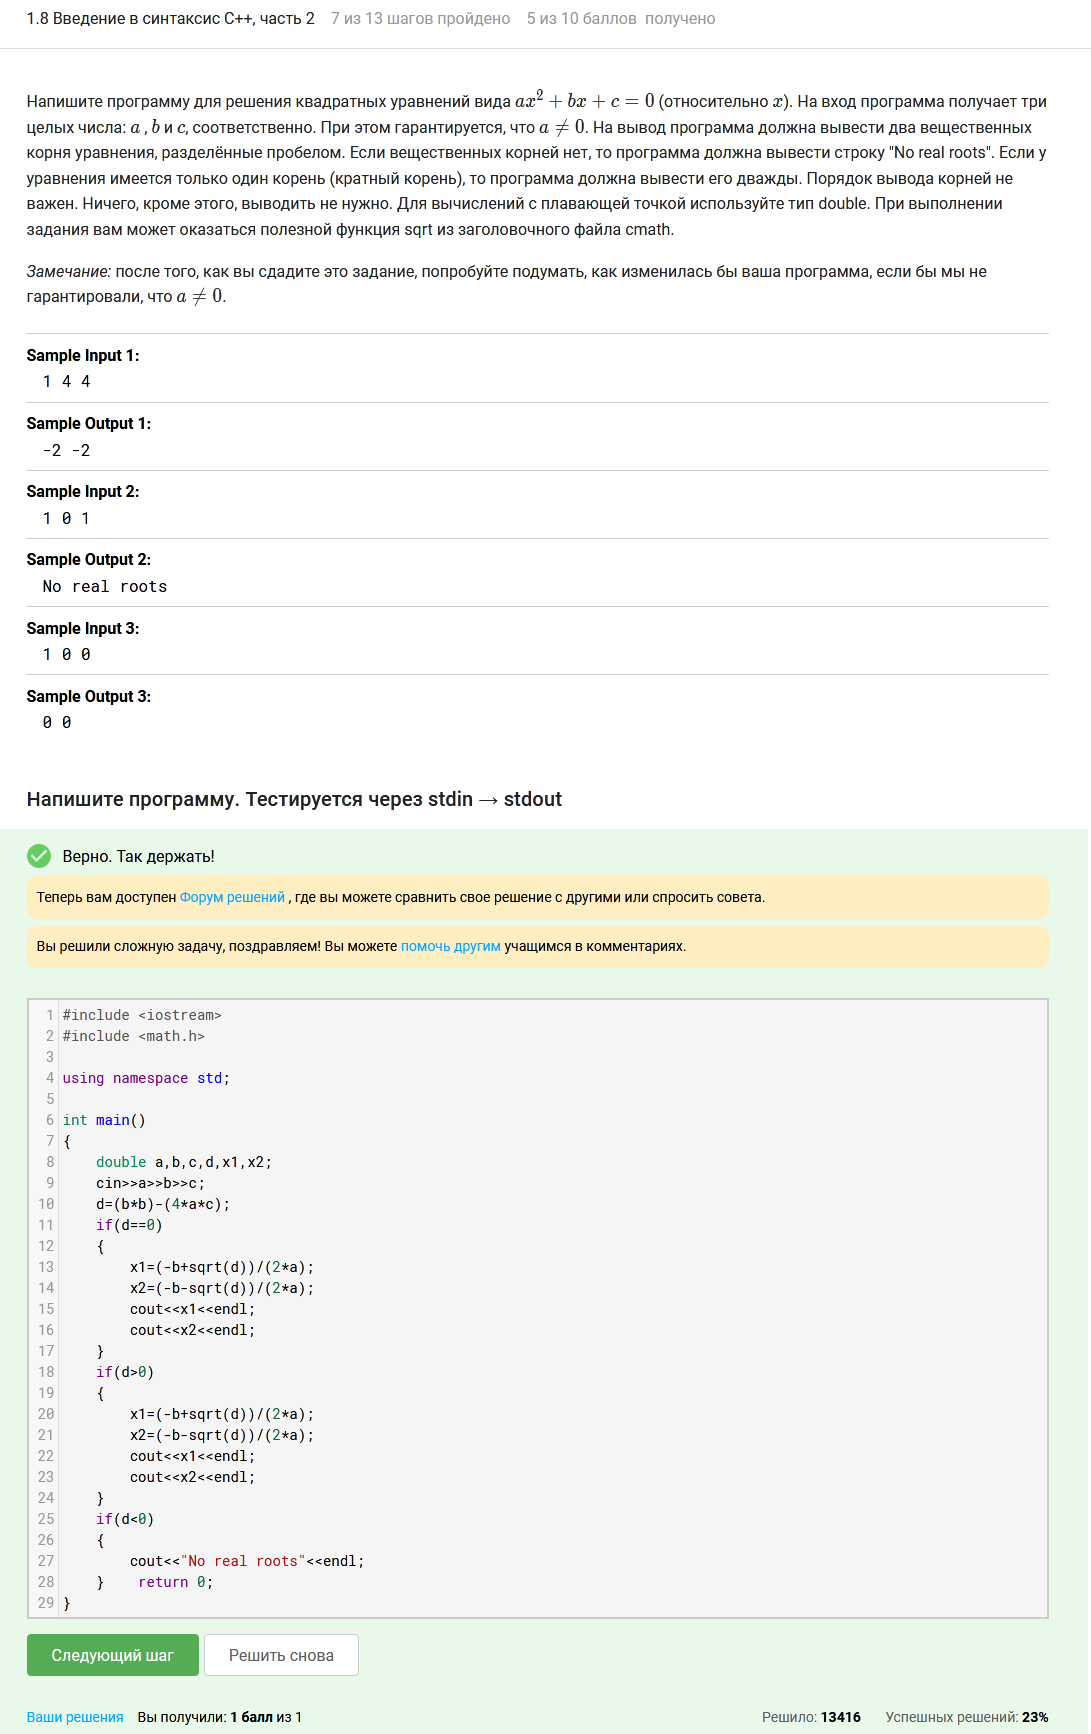 1.8 Введение в синтаксис C++, часть 2 7 из 13 шагов пройдено 5 из 10 баллов получено
Напишите программу для решения квадратных уравнений вида ax² + bx + c = 0 (относительно x). На вход программа получает три
целых числа: a , b и c, соответственно. При этом гарантируется, что a ≠ 0. На вывод программа должна вывести два вещественных
корня уравнения, разделённые пробелом. Если вещественных корней нет, то программа должна вывести строку "No real roots". Если у
уравнения имеется только один корень (кратный корень), то программа должна вывести его дважды. Порядок вывода корней не
важен. Ничего, кроме этого, выводить не нужно. Для вычислений с плавающей точкой используйте тип double. При выполнении
задания вам может оказаться полезной функция sqrt из заголовочного файла cmath.
Замечание: после того, как вы сдадите это задание, попробуйте подумать, как изменилась бы ваша программа, если бы мы не
гарантировали, что a ≠ 0.
Sample Input 1:
1 4 4
Sample Output 1:
-2 -2
Sample Input 2:
1 0 1
Sample Output 2:
No real roots
Sample Input 3:
1 0 0
Sample Output 3:
0 0
Напишите программу. Тестируется через stdin → stdout
Верно. Так держать!
Теперь вам доступен Форум решений , где вы можете сравнить свое решение с другими или спросить совета.
Вы решили сложную задачу, поздравляем! Вы можете помочь другим учащимся в комментариях.
1 #include <iostream>
2 #include <math.h>
3
4 using namespace std;
5
6 int main()
7 {
8     double a,b,c,d,x1,x2;
9     cin>>a>>b>>c;
10     d=(b*b)-(4*a*c);
11     if(d==0)
12     {
13         x1=(-b+sqrt(d))/(2*a);
14         x2=(-b-sqrt(d))/(2*a);
15         cout<<x1<<endl;
16         cout<<x2<<endl;
17     }
18     if(d>0)
19     {
20         x1=(-b+sqrt(d))/(2*a);
21         x2=(-b-sqrt(d))/(2*a);
22         cout<<x1<<endl;
23         cout<<x2<<endl;
24     }
25     if(d<0)
26     {
27         cout<<"No real roots"<<endl;
28     }    return 0;
29 }
Следующий шаг Решить снова
Ваши решения Вы получили: 1 балл из 1 Решило: 13416 Успешных решений: 23%